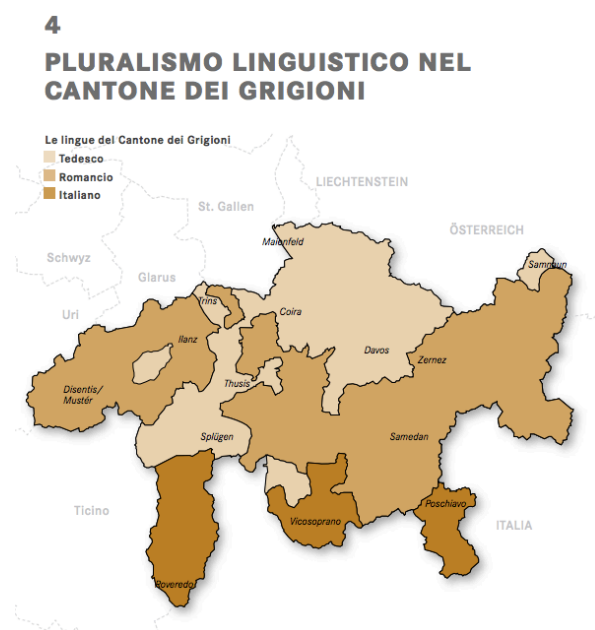 4
PLURALISMO LINGUISTICO NEL
CANTONE DEI GRIGIONI
Le lingue del Cantone dei Grigioni
Tedesco
Romancio
Italiano
LIECHTENSTEIN
St. Gallen
ÖSTERREICH
Maienfeld
Schwyz
Samnaun
Glarus
Trins
Uri
Coira
Ilanz
Davos
Zernez
Thusis
Disentis/
Mustér
Splügen
Samedan
Poschiavo
Ticino
Vicosoprano
ITALIA
Roveredo